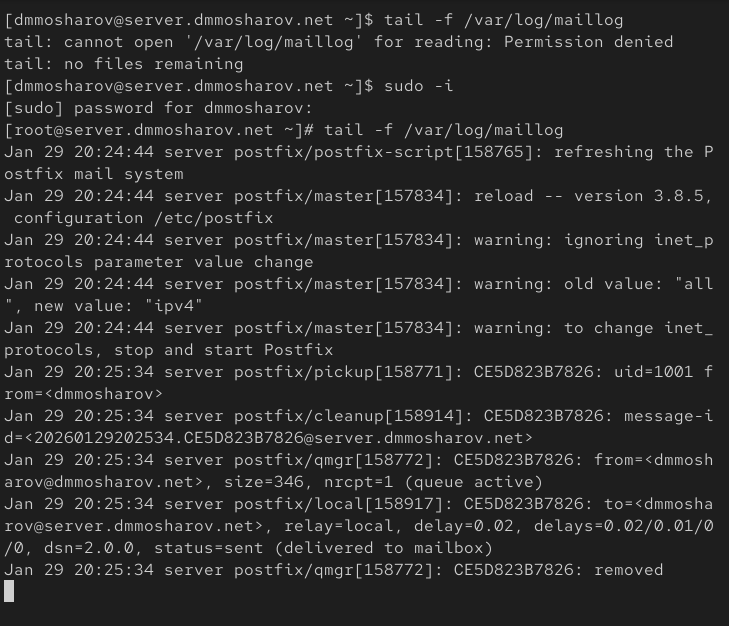 [dmmosharov@server.dmmosharov.net ~]$ tail -f /var/log/maillog
tail: cannot open '/var/log/maillog' for reading: Permission denied
tail: no files remaining
[dmmosharov@server.dmmosharov.net ~]$ sudo -i
[sudo] password for dmmosharov:
[root@server.dmmosharov.net ~]# tail -f /var/log/maillog
Jan 29 20:24:44 server postfix/postfix-script[158765]: refreshing the P
ostfix mail system
Jan 29 20:24:44 server postfix/master[157834]: reload -- version 3.8.5,
 configuration /etc/postfix
Jan 29 20:24:44 server postfix/master[157834]: warning: ignoring inet_p
rotocols parameter value change
Jan 29 20:24:44 server postfix/master[157834]: warning: old value: "all
", new value: "ipv4"
Jan 29 20:24:44 server postfix/master[157834]: warning: to change inet_
protocols, stop and start Postfix
Jan 29 20:25:34 server postfix/pickup[158771]: CE5D823B7826: uid=1001 f
rom=<dmmosharov>
Jan 29 20:25:34 server postfix/cleanup[158914]: CE5D823B7826: message-i
d=<20260129202534.CE5D823B7826@server.dmmosharov.net>
Jan 29 20:25:34 server postfix/qmgr[158772]: CE5D823B7826: from=<dmmosh
arov@dmmosharov.net>, size=346, nrcpt=1 (queue active)
Jan 29 20:25:34 server postfix/local[158917]: CE5D823B7826: to=<dmmosha
rov@server.dmmosharov.net>, relay=local, delay=0.02, delays=0.02/0.01/0
/0, dsn=2.0.0, status=sent (delivered to mailbox)
Jan 29 20:25:34 server postfix/qmgr[158772]: CE5D823B7826: removed